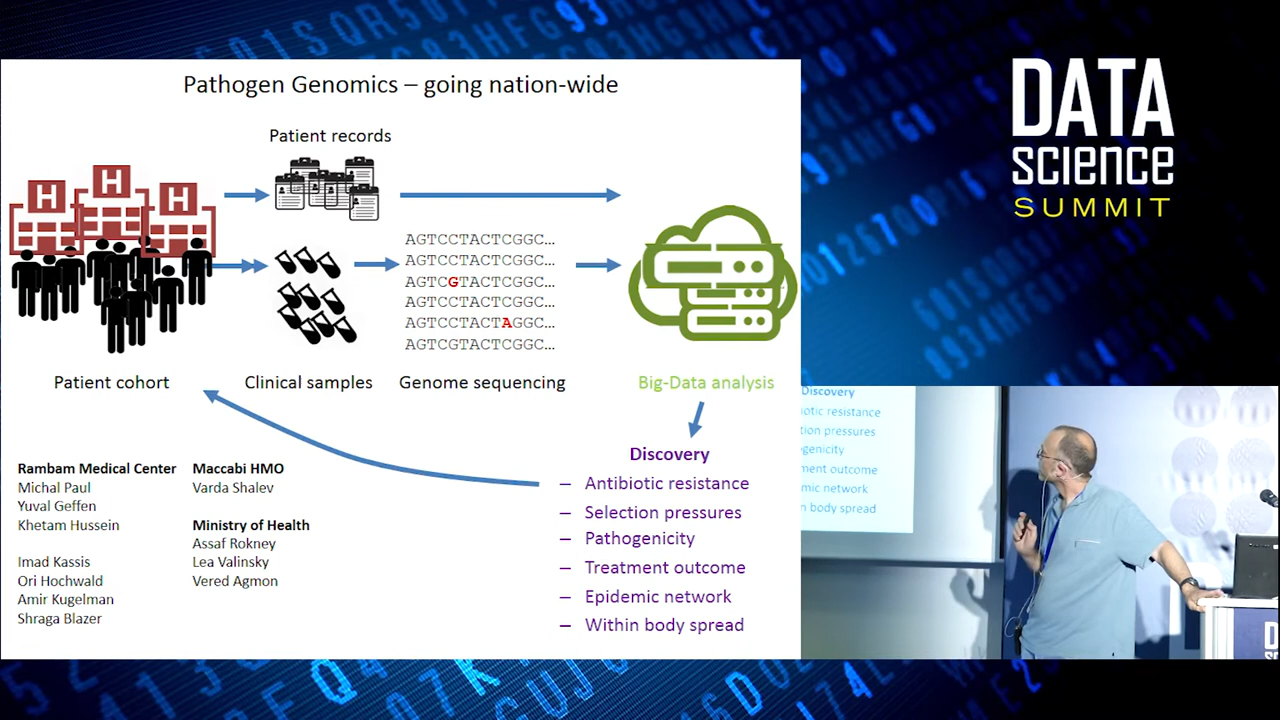 Pathogen Genomics – going nation-wide
Patient records
H
H
H
AGTCCTACTCGGC...
AGTCCTACTCGGC...
AGTCGTACTCGGC...
AGTCCTACTCGGC...
AGTCCTACTAGGC...
AGTCGTACTCGGC...
Patient cohort
Clinical samples
Genome sequencing
Big-Data analysis
Rambam Medical Center
Michal Paul
Yuval Geffen
Khetam Hussein
Imad Kassis
Ori Hochwald
Amir Kugelman
Shraga Blazer
Maccabi HMO
Varda Shalev
Ministry of Health
Assaf Rokney
Lea Valinsky
Vered Agmon
Discovery
– Antibiotic resistance
– Selection pressures
– Pathogenicity
– Treatment outcome
– Epidemic network
– Within body spread
DATA
science
SUMMIT
Discovery
iotic resistance
tion pressures
genicity
ment outcome
mic network
n body spread